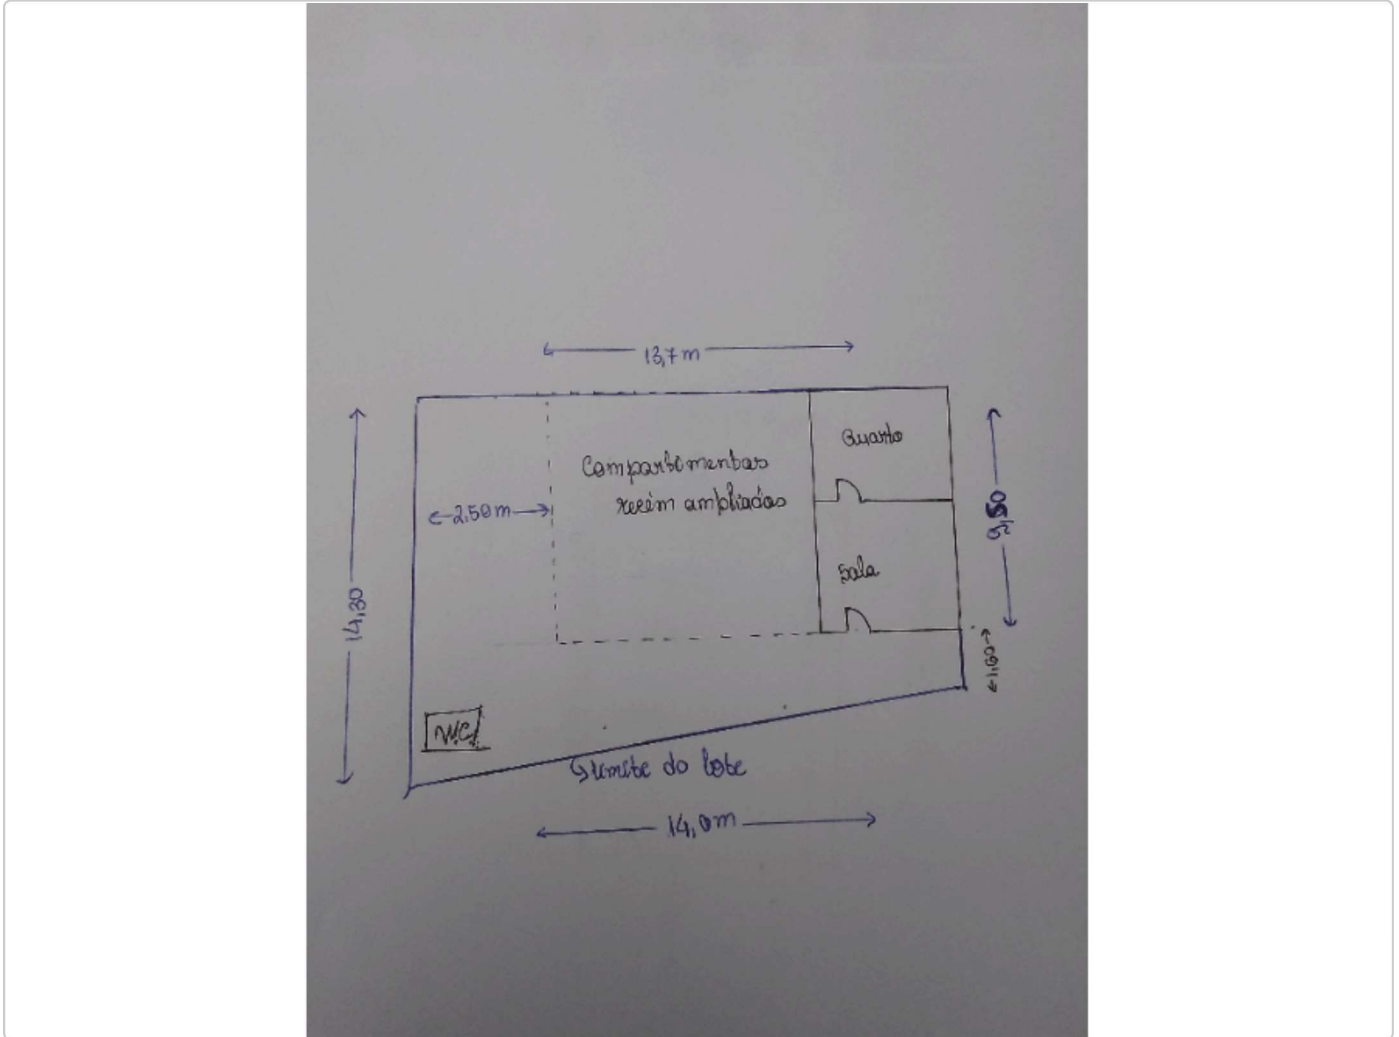 13,7m
Quarto
Compartimentos
recém ampliados
2,50m
9,50
Sala
14,30
1,60
W.C
limite do lote
14,0m